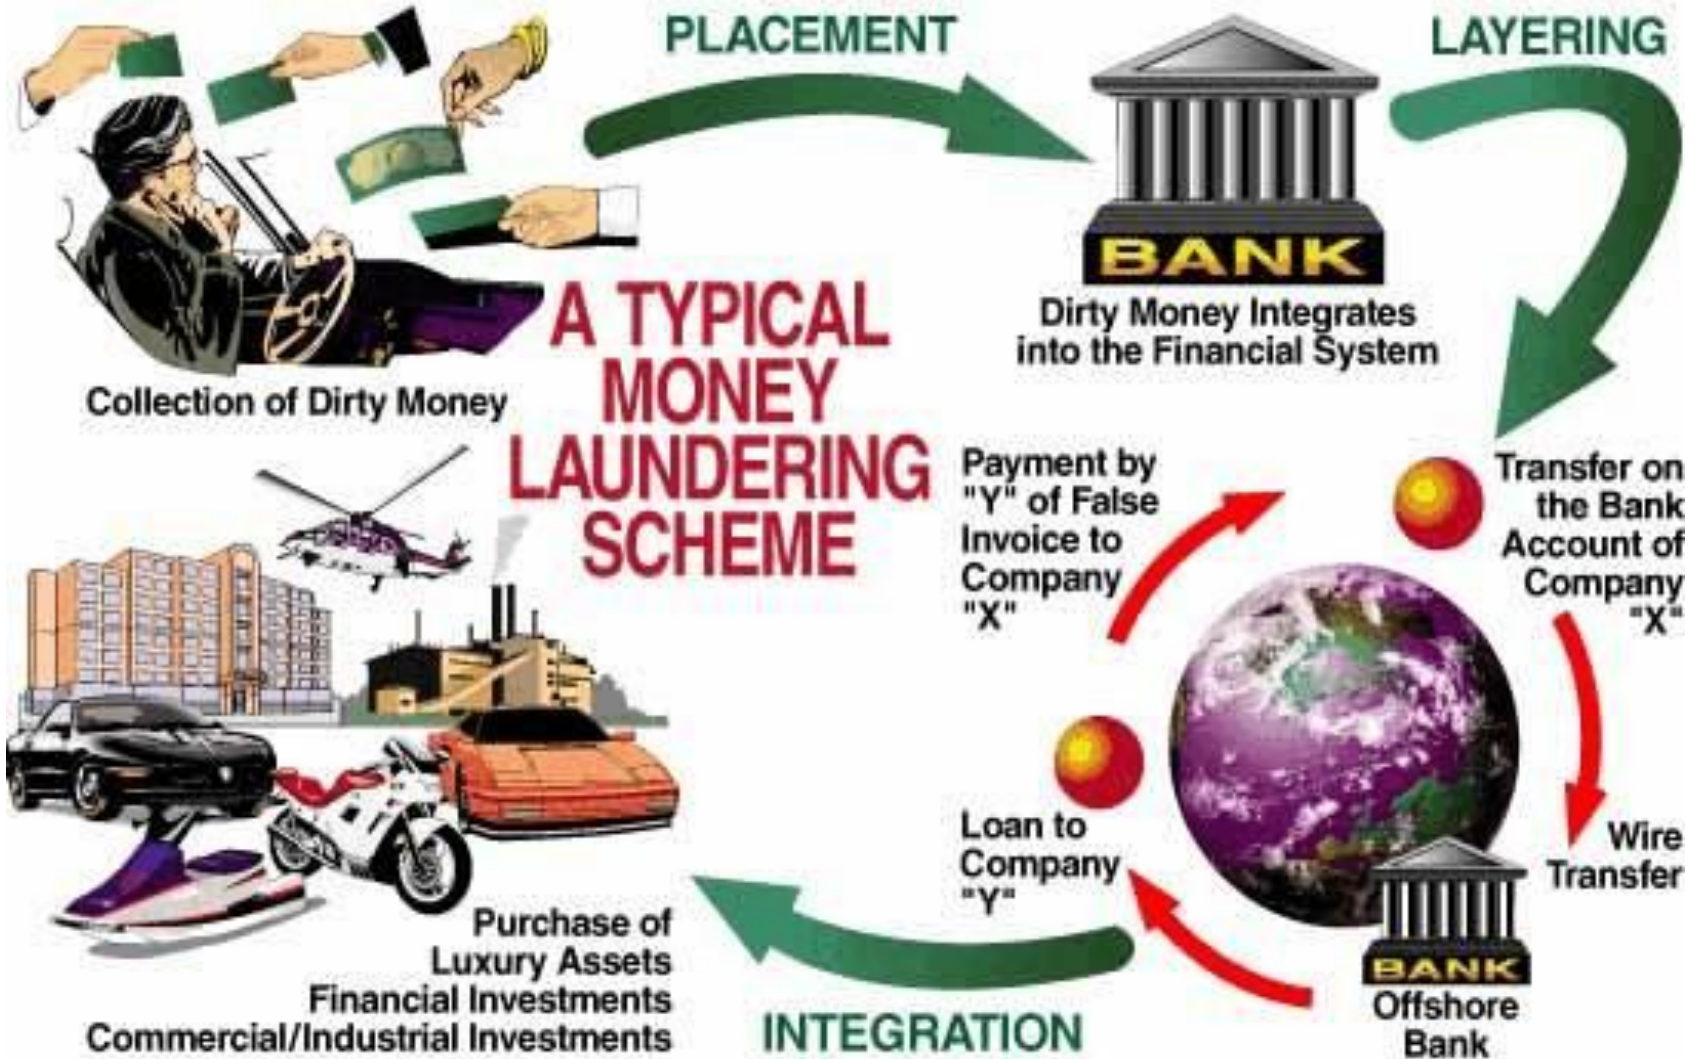 PLACEMENT
LAYERING
BANK
Dirty Money Integrates
into the Financial System
Collection of Dirty Money
A TYPICAL
MONEY
LAUNDERING
SCHEME
Payment by
"Y" of False
Invoice to
Company
"X"
Transfer on
the Bank
Account of
Company
"X"
Wire
Transfer
Loan to
Company
"Y"
BANK
Offshore
Bank
Purchase of
Luxury Assets
Financial Investments
Commercial/Industrial Investments
INTEGRATION